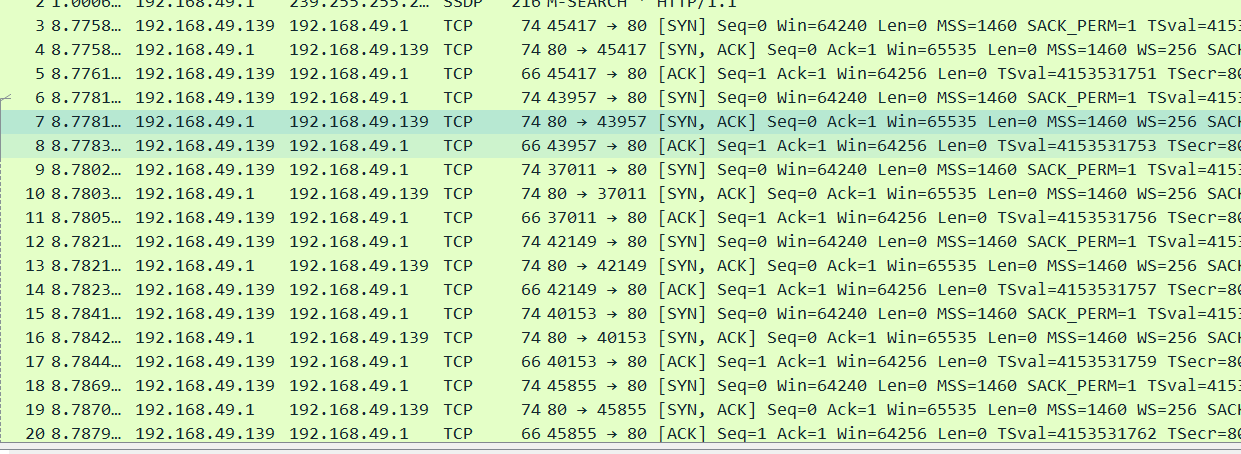 2 1.0006… 192.168.49.1 239.255.255.2… SSDP 216 M-SEARCH * HTTP/1.1
3 8.7758… 192.168.49.139 192.168.49.1 TCP 74 45417 → 80 [SYN] Seq=0 Win=64240 Len=0 MSS=1460 SACK_PERM=1 TSval=4153
4 8.7758… 192.168.49.1 192.168.49.139 TCP 74 80 → 45417 [SYN, ACK] Seq=0 Ack=1 Win=65535 Len=0 MSS=1460 WS=256 SACK
5 8.7761… 192.168.49.139 192.168.49.1 TCP 66 45417 → 80 [ACK] Seq=1 Ack=1 Win=64256 Len=0 TSval=4153531751 TSecr=80
6 8.7781… 192.168.49.139 192.168.49.1 TCP 74 43957 → 80 [SYN] Seq=0 Win=64240 Len=0 MSS=1460 SACK_PERM=1 TSval=4153
7 8.7781… 192.168.49.1 192.168.49.139 TCP 74 80 → 43957 [SYN, ACK] Seq=0 Ack=1 Win=65535 Len=0 MSS=1460 WS=256 SACK
8 8.7783… 192.168.49.139 192.168.49.1 TCP 66 43957 → 80 [ACK] Seq=1 Ack=1 Win=64256 Len=0 TSval=4153531753 TSecr=80
9 8.7802… 192.168.49.139 192.168.49.1 TCP 74 37011 → 80 [SYN] Seq=0 Win=64240 Len=0 MSS=1460 SACK_PERM=1 TSval=4153
10 8.7803… 192.168.49.1 192.168.49.139 TCP 74 80 → 37011 [SYN, ACK] Seq=0 Ack=1 Win=65535 Len=0 MSS=1460 WS=256 SACK
11 8.7805… 192.168.49.139 192.168.49.1 TCP 66 37011 → 80 [ACK] Seq=1 Ack=1 Win=64256 Len=0 TSval=4153531756 TSecr=80
12 8.7821… 192.168.49.139 192.168.49.1 TCP 74 42149 → 80 [SYN] Seq=0 Win=64240 Len=0 MSS=1460 SACK_PERM=1 TSval=4153
13 8.7821… 192.168.49.1 192.168.49.139 TCP 74 80 → 42149 [SYN, ACK] Seq=0 Ack=1 Win=65535 Len=0 MSS=1460 WS=256 SACK
14 8.7823… 192.168.49.139 192.168.49.1 TCP 66 42149 → 80 [ACK] Seq=1 Ack=1 Win=64256 Len=0 TSval=4153531757 TSecr=80
15 8.7841… 192.168.49.139 192.168.49.1 TCP 74 40153 → 80 [SYN] Seq=0 Win=64240 Len=0 MSS=1460 SACK_PERM=1 TSval=4153
16 8.7842… 192.168.49.1 192.168.49.139 TCP 74 80 → 40153 [SYN, ACK] Seq=0 Ack=1 Win=65535 Len=0 MSS=1460 WS=256 SACK
17 8.7844… 192.168.49.139 192.168.49.1 TCP 66 40153 → 80 [ACK] Seq=1 Ack=1 Win=64256 Len=0 TSval=4153531759 TSecr=80
18 8.7869… 192.168.49.139 192.168.49.1 TCP 74 45855 → 80 [SYN] Seq=0 Win=64240 Len=0 MSS=1460 SACK_PERM=1 TSval=4153
19 8.7870… 192.168.49.1 192.168.49.139 TCP 74 80 → 45855 [SYN, ACK] Seq=0 Ack=1 Win=65535 Len=0 MSS=1460 WS=256 SACK
20 8.7879… 192.168.49.139 192.168.49.1 TCP 66 45855 → 80 [ACK] Seq=1 Ack=1 Win=64256 Len=0 TSval=4153531762 TSecr=80